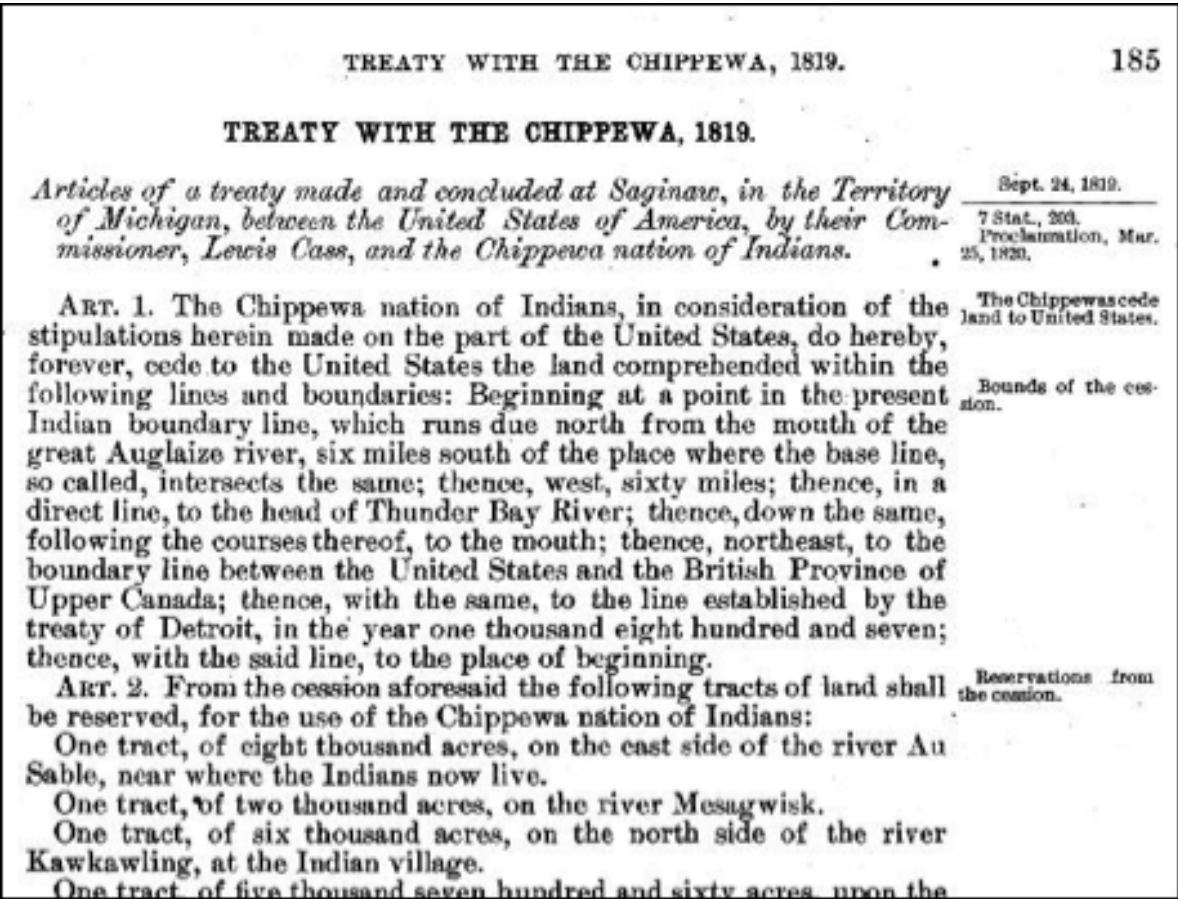 TREATY WITH THE CHIPPEWA, 1819.
185
TREATY WITH THE CHIPPEWA, 1819.
Articles of a treaty made and concluded at Saginaw, in the Territory
of Michigan, between the United States of America, by their Com-
missioner, Lewis Cass, and the Chippewa nation of Indians.
Sept. 24, 1819.
7 Stat., 203.
Proclamation, Mar.
25, 1820.
ART. 1. The Chippewa nation of Indians, in consideration of the
stipulations herein made on the part of the United States, do hereby,
forever, cede to the United States the land comprehended within the
following lines and boundaries: Beginning at a point in the present
Indian boundary line, which runs due north from the mouth of the
great Auglaize river, six miles south of the place where the base line,
so called, intersects the same; thence, west, sixty miles; thence, in a
direct line, to the head of Thunder Bay River; thence, down the same,
following the courses thereof, to the mouth; thence, northeast, to the
boundary line between the United States and the British Province of
Upper Canada; thence, with the same, to the line established by the
treaty of Detroit, in the year one thousand eight hundred and seven;
thence, with the said line, to the place of beginning.
The Chippewas cede
land to United States.
Bounds of the ces-
sion.
ART. 2. From the cession aforesaid the following tracts of land shall
be reserved, for the use of the Chippewa nation of Indians:
Reservations from
the cession.
One tract, of eight thousand acres, on the east side of the river Au
Sable, near where the Indians now live.
One tract, of two thousand acres, on the river Mesagwisk.
One tract, of six thousand acres, on the north side of the river
Kawkawling, at the Indian village.
One tract, of five thousand seven hundred and sixty acres, upon the